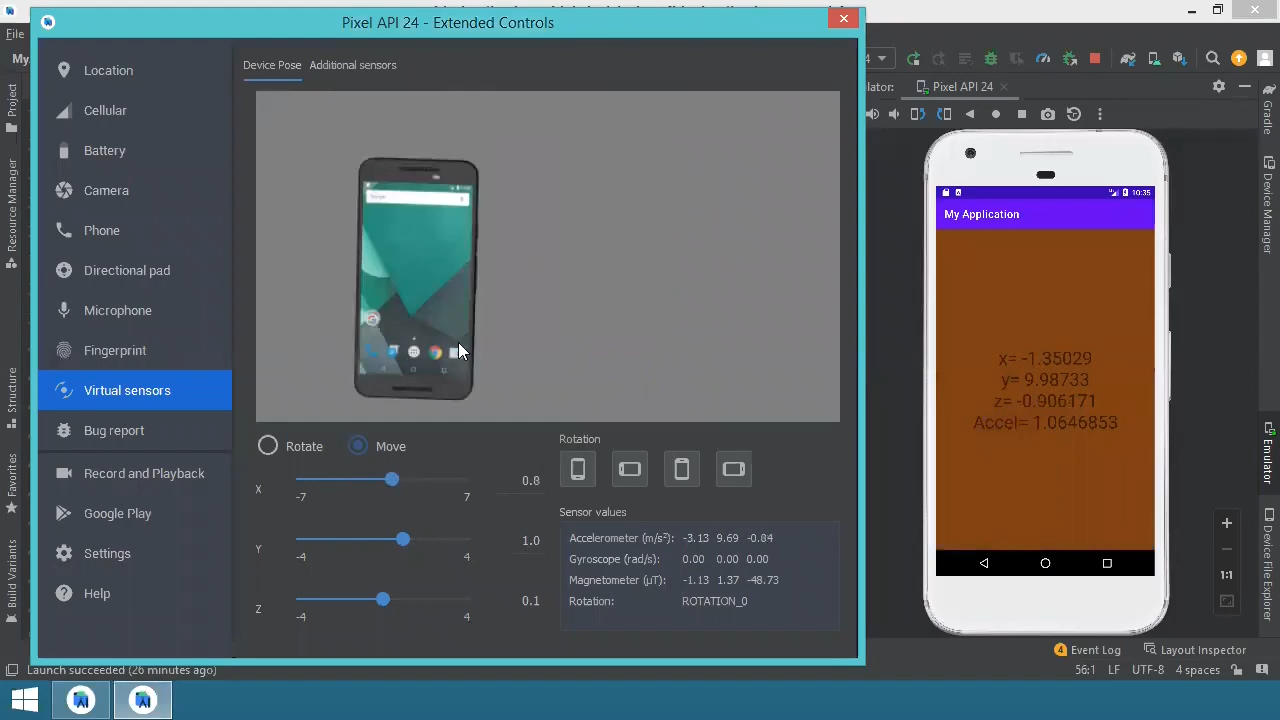 Pixel API 24 - Extended Controls
File
My
Project
Resource Manager
Structure
Favorites
Build Variants
Location
Cellular
Battery
Camera
Phone
Directional pad
Microphone
Fingerprint
Virtual sensors
Bug report
Record and Playback
Google Play
Settings
Help
Device Pose Additional sensors
Rotate Move
X
-7 7
0.8
Y
-4 4
1.0
Z
-4 4
0.1
Rotation
Sensor values
Accelerometer (m/s²): -3.13 9.69 -0.84
Gyroscope (rad/s): 0.00 0.00 0.00
Magnetometer (μT): -1.13 1.37 -48.73
Rotation: ROTATION_0
24
lator: Pixel API 24
10:35
My Application
x= -1.35029
y= 9.98733
z= -0.906171
Accel= 1.0646853
1:1
Gradle
Device Manager
Emulator
Device File Explorer
4 Event Log Layout Inspector
Launch succeeded (26 minutes ago)
56:1 LF UTF-8 4 spaces